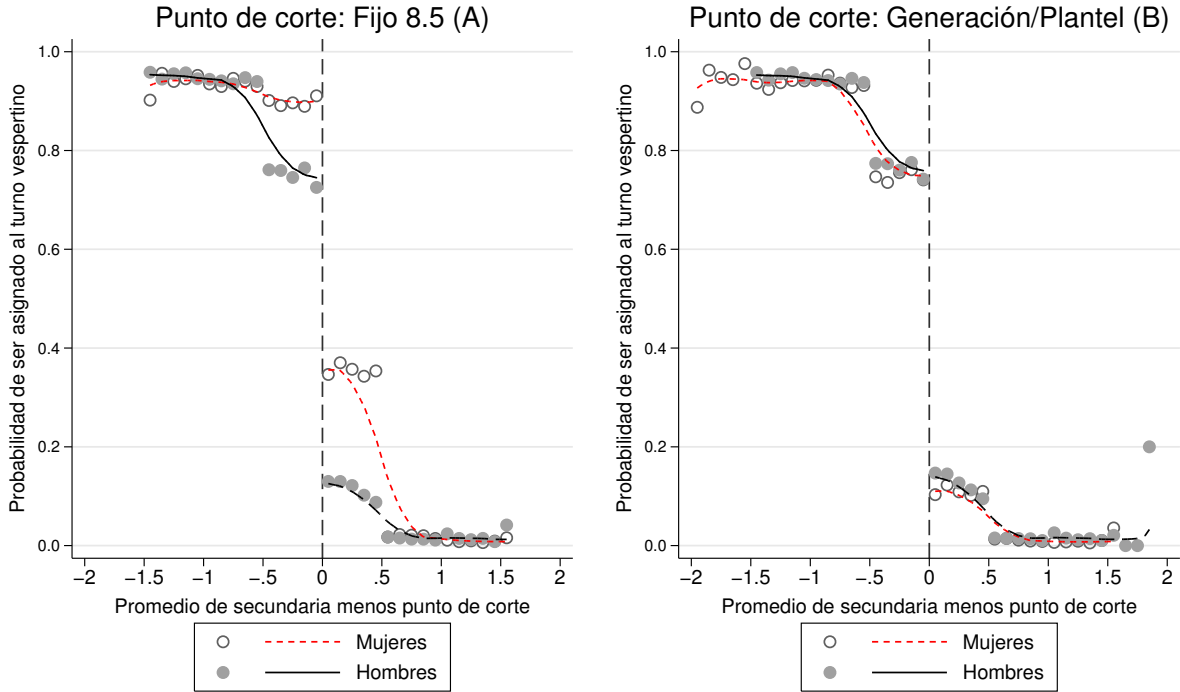 Punto de corte: Fijo 8.5 (A)
Probabilidad de ser asignado al turno vespertino
1.0
0.8
0.6
0.4
0.2
0.0
−2 −1.5 −1 −.5 0 .5 1 1.5 2
Promedio de secundaria menos punto de corte
Mujeres
Hombres
Punto de corte: Generación/Plantel (B)
Probabilidad de ser asignado al turno vespertino
1.0
0.8
0.6
0.4
0.2
0.0
−2 −1.5 −1 −.5 0 .5 1 1.5 2
Promedio de secundaria menos punto de corte
Mujeres
Hombres